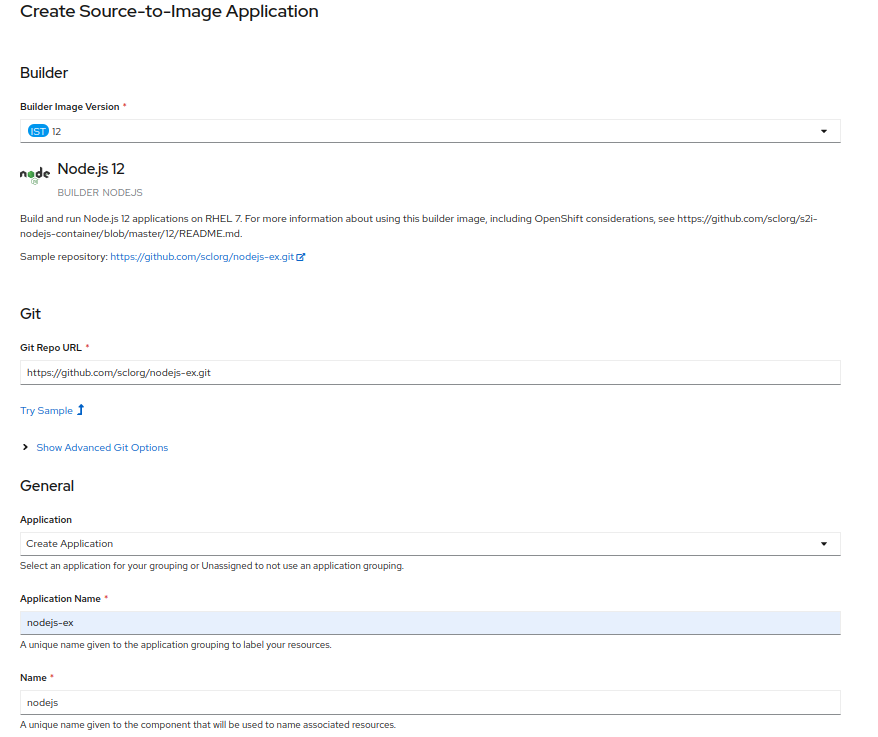 Create Source-to-Image Application
Builder
Builder Image Version *
IST 12
node
Node.js 12
BUILDER NODEJS
Build and run Node.js 12 applications on RHEL 7. For more information about using this builder image, including OpenShift considerations, see https://github.com/sclorg/s2i-
nodejs-container/blob/master/12/README.md.
Sample repository: https://github.com/sclorg/nodejs-ex.git
Git
Git Repo URL *
https://github.com/sclorg/nodejs-ex.git
Try Sample
Show Advanced Git Options
General
Application
Create Application
Select an application for your grouping or Unassigned to not use an application grouping.
Application Name *
nodejs-ex
A unique name given to the application grouping to label your resources.
Name *
nodejs
A unique name given to the component that will be used to name associated resources.